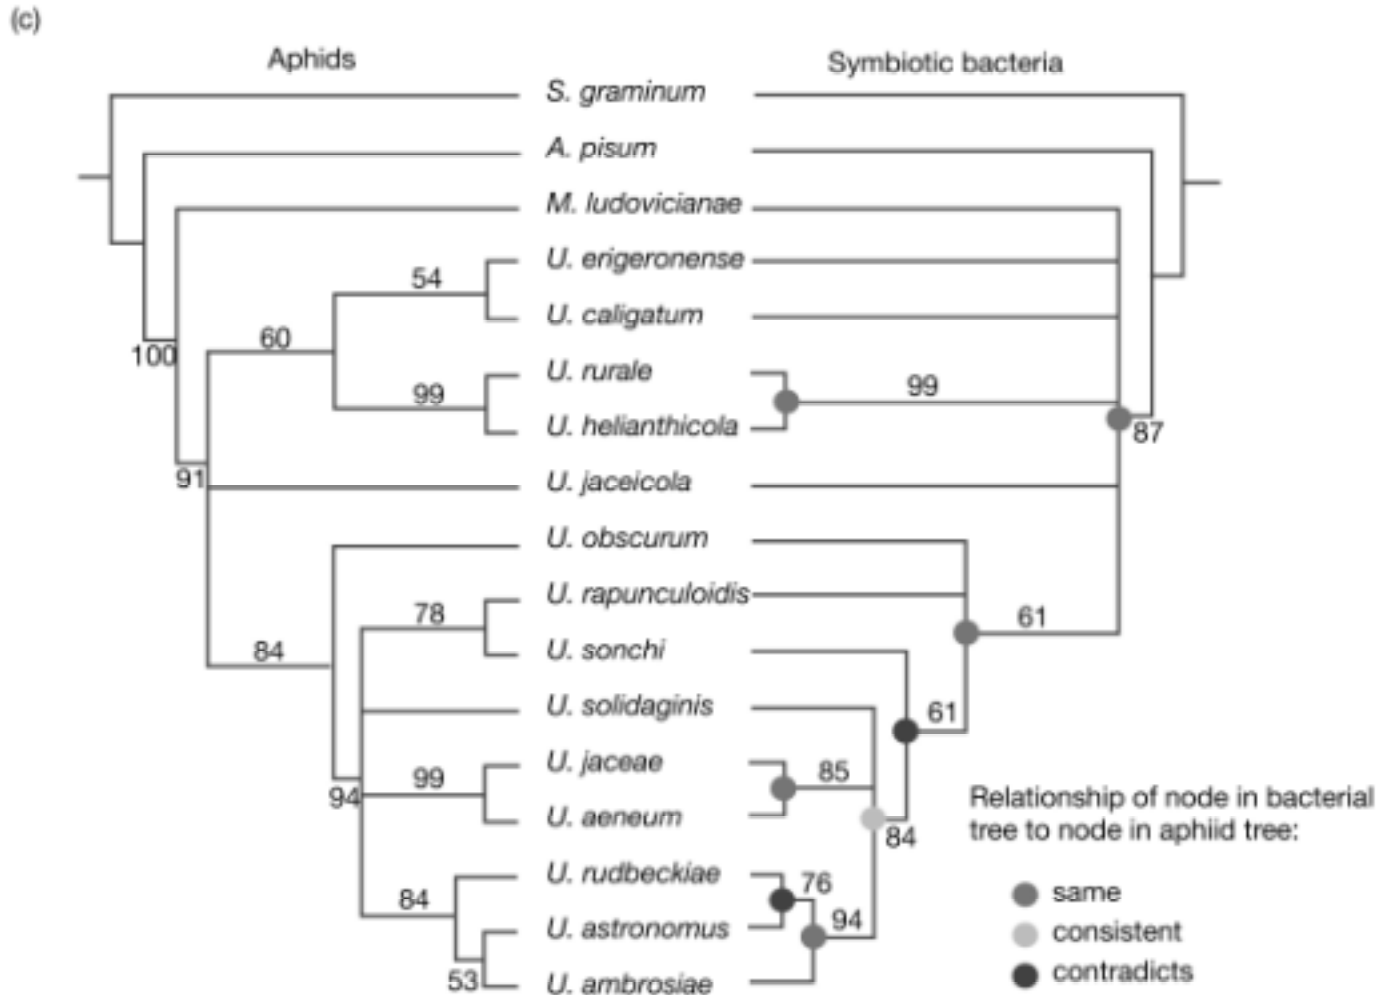 (c)
Aphids
Symbiotic bacteria
S. graminum
A. pisum
M. ludovicianae
U. erigeronense
54
U. caligatum
60
100
U. rurale
99
99
U. helianthicola
87
91
U. jaceicola
U. obscurum
U. rapunculoidis
78
61
84
U. sonchi
U. solidaginis
61
U. jaceae
99
85
94
U. aeneum
84
Relationship of node in bacterial
tree to node in aphiid tree:
U. rudbeckiae
76
84
same
U. astronomus
94
consistent
53
U. ambrosiae
contradicts